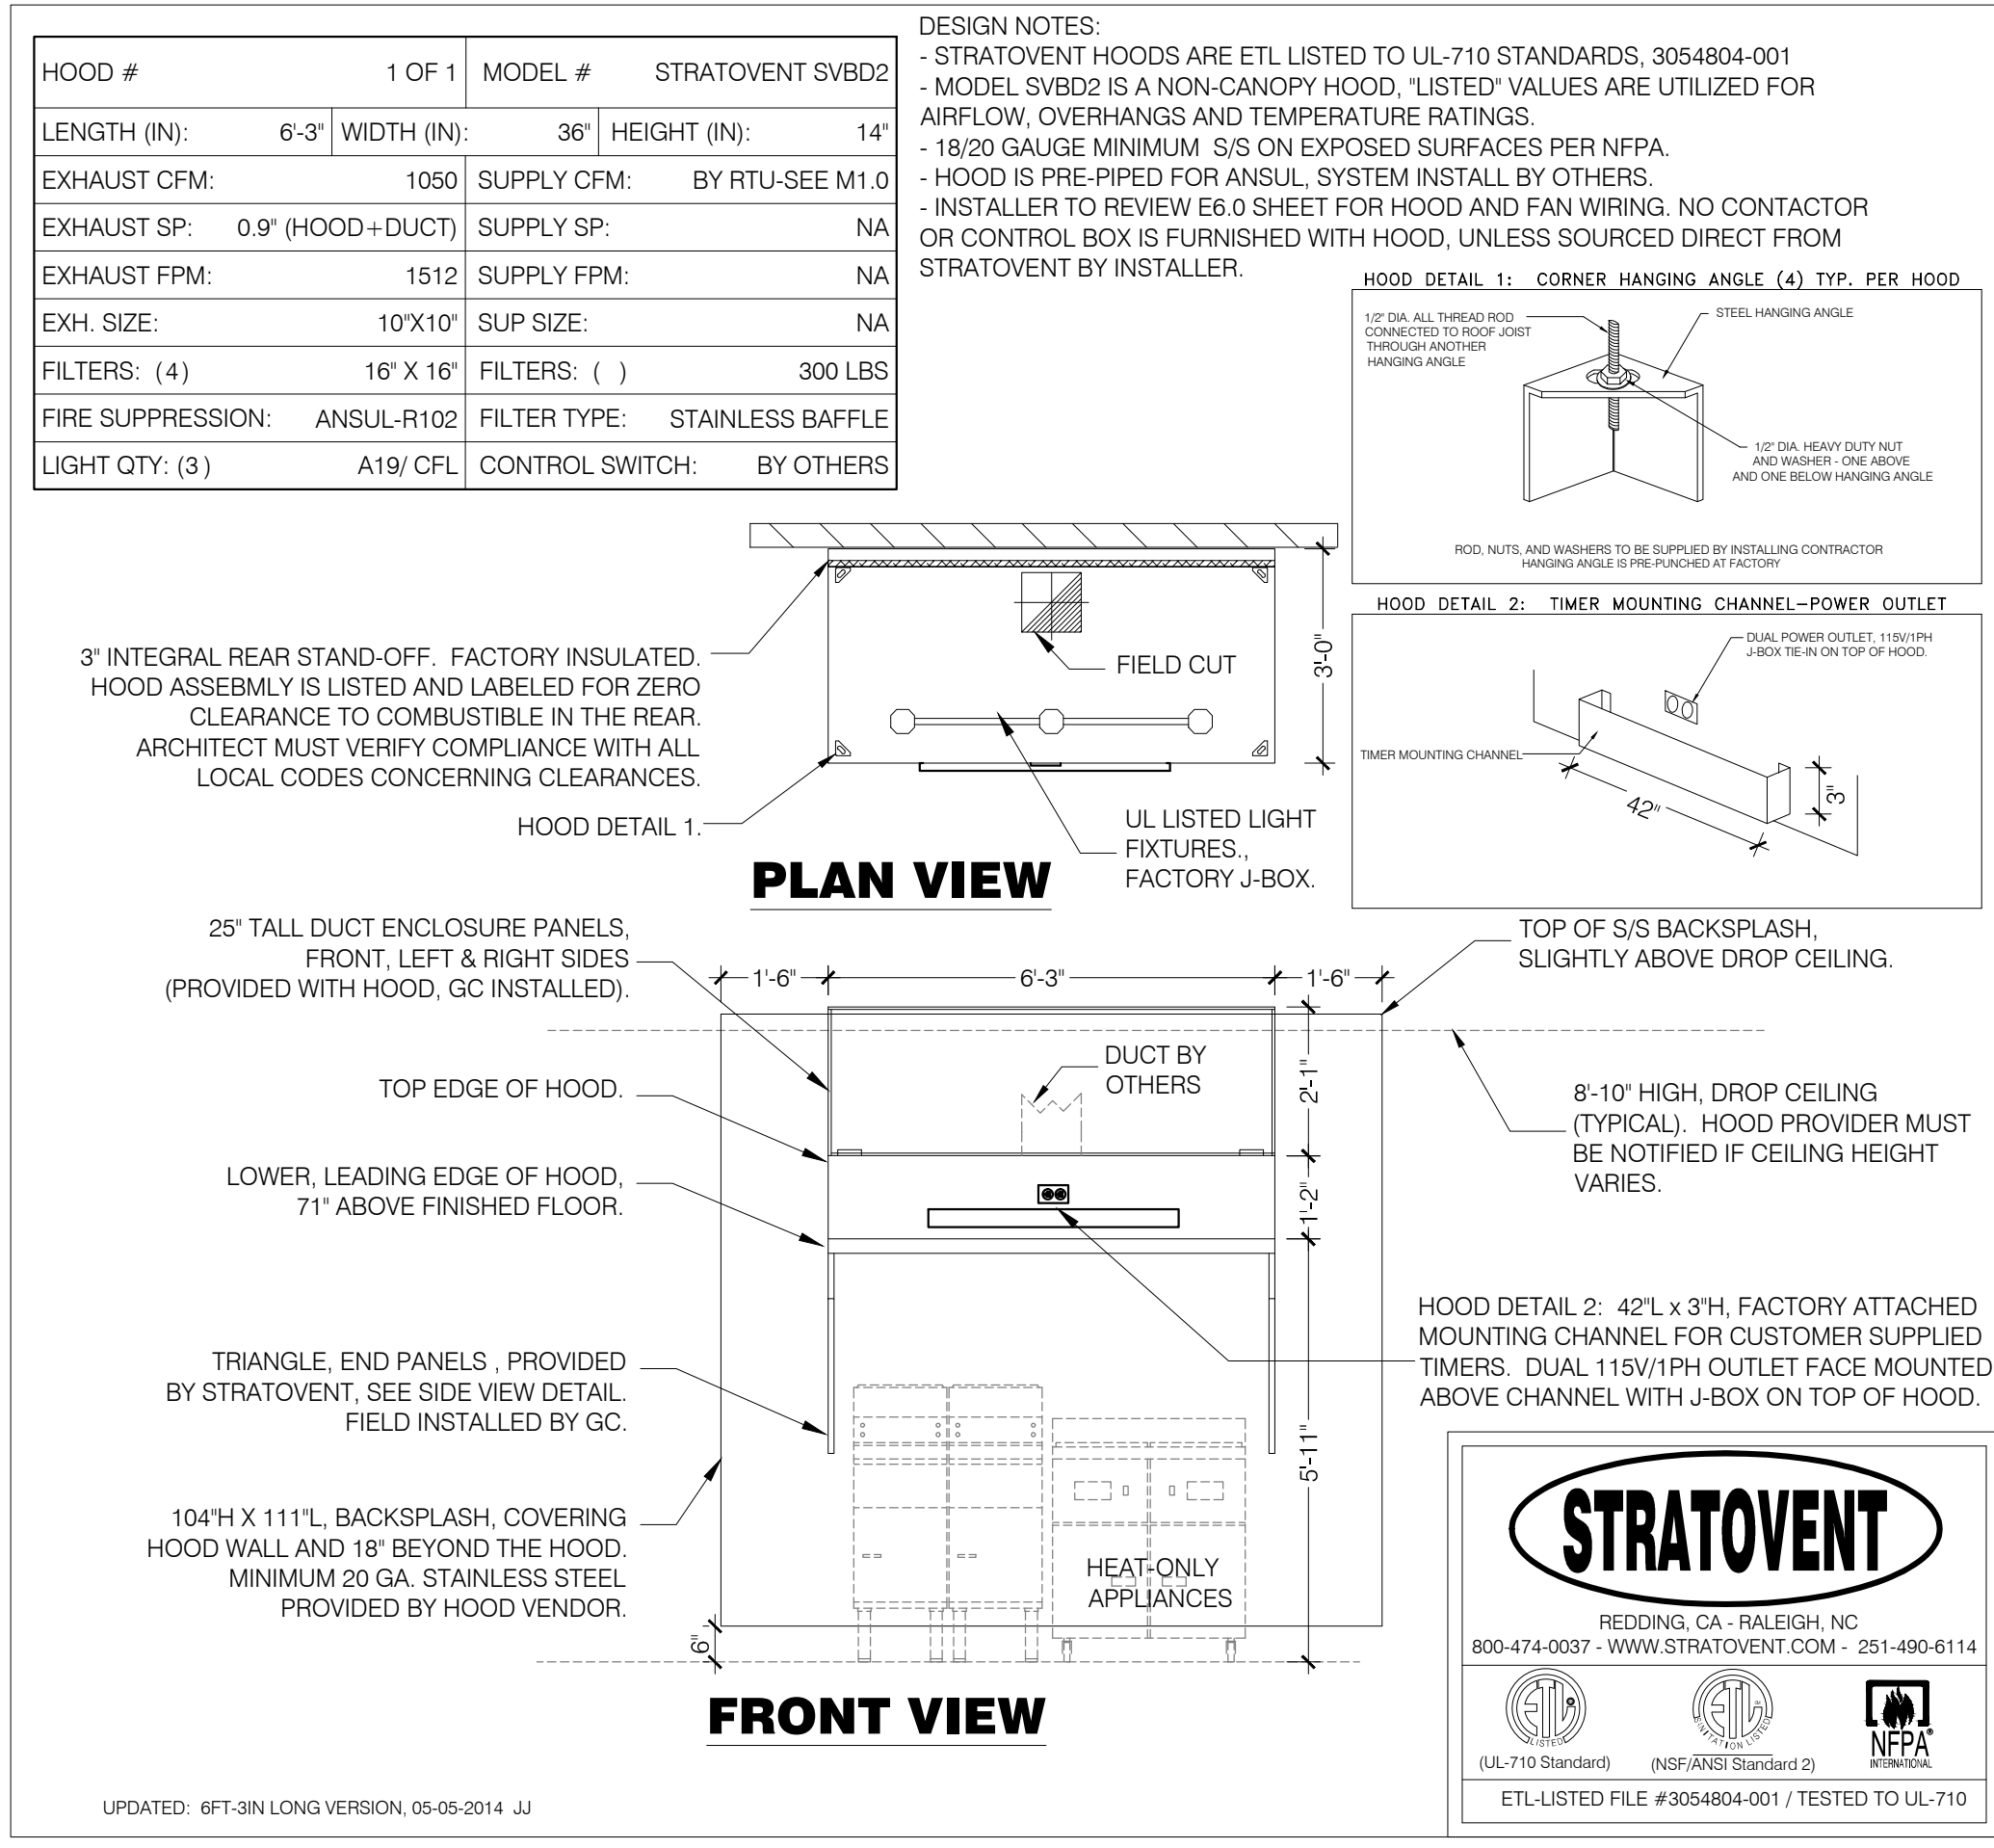 HOOD # 1 OF 1 MODEL # STRATOVENT SVBD2
LENGTH (IN): 6'-3" WIDTH (IN): 36" HEIGHT (IN): 14"
EXHAUST CFM: 1050 SUPPLY CFM: BY RTU-SEE M1.0
EXHAUST SP: 0.9" (HOOD+DUCT) SUPPLY SP: NA
EXHAUST FPM: 1512 SUPPLY FPM: NA
EXH. SIZE: 10"X10" SUP SIZE: NA
FILTERS: (4) 16" X 16" FILTERS: ( ) 300 LBS
FIRE SUPPRESSION: ANSUL-R102 FILTER TYPE: STAINLESS BAFFLE
LIGHT QTY: (3) A19/ CFL CONTROL SWITCH: BY OTHERS
DESIGN NOTES:
- STRATOVENT HOODS ARE ETL LISTED TO UL-710 STANDARDS, 3054804-001
- MODEL SVBD2 IS A NON-CANOPY HOOD, "LISTED" VALUES ARE UTILIZED FOR
AIRFLOW, OVERHANGS AND TEMPERATURE RATINGS.
- 18/20 GAUGE MINIMUM S/S ON EXPOSED SURFACES PER NFPA.
- HOOD IS PRE-PIPED FOR ANSUL, SYSTEM INSTALL BY OTHERS.
- INSTALLER TO REVIEW E6.0 SHEET FOR HOOD AND FAN WIRING. NO CONTACTOR
OR CONTROL BOX IS FURNISHED WITH HOOD, UNLESS SOURCED DIRECT FROM
STRATOVENT BY INSTALLER.
HOOD DETAIL 1: CORNER HANGING ANGLE (4) TYP. PER HOOD
1/2" DIA. ALL THREAD ROD
CONNECTED TO ROOF JOIST
THROUGH ANOTHER
HANGING ANGLE
STEEL HANGING ANGLE
1/2" DIA. HEAVY DUTY NUT
AND WASHER - ONE ABOVE
AND ONE BELOW HANGING ANGLE
ROD, NUTS, AND WASHERS TO BE SUPPLIED BY INSTALLING CONTRACTOR
HANGING ANGLE IS PRE-PUNCHED AT FACTORY
HOOD DETAIL 2: TIMER MOUNTING CHANNEL-POWER OUTLET
DUAL POWER OUTLET, 115V/1PH
J-BOX TIE-IN ON TOP OF HOOD.
TIMER MOUNTING CHANNEL
42"
3"
3" INTEGRAL REAR STAND-OFF. FACTORY INSULATED.
HOOD ASSEBMLY IS LISTED AND LABELED FOR ZERO
CLEARANCE TO COMBUSTIBLE IN THE REAR.
ARCHITECT MUST VERIFY COMPLIANCE WITH ALL
LOCAL CODES CONCERNING CLEARANCES.
HOOD DETAIL 1.
FIELD CUT
3'-0"
UL LISTED LIGHT
FIXTURES.,
FACTORY J-BOX.
PLAN VIEW
25" TALL DUCT ENCLOSURE PANELS,
FRONT, LEFT & RIGHT SIDES
(PROVIDED WITH HOOD, GC INSTALLED).
1'-6" 6'-3" 1'-6"
TOP OF S/S BACKSPLASH,
SLIGHTLY ABOVE DROP CEILING.
DUCT BY
OTHERS
2'-1"
TOP EDGE OF HOOD.
8'-10" HIGH, DROP CEILING
(TYPICAL). HOOD PROVIDER MUST
BE NOTIFIED IF CEILING HEIGHT
VARIES.
LOWER, LEADING EDGE OF HOOD,
71" ABOVE FINISHED FLOOR.
1'-2"
HOOD DETAIL 2: 42"L x 3"H, FACTORY ATTACHED
MOUNTING CHANNEL FOR CUSTOMER SUPPLIED
TIMERS. DUAL 115V/1PH OUTLET FACE MOUNTED
ABOVE CHANNEL WITH J-BOX ON TOP OF HOOD.
TRIANGLE, END PANELS , PROVIDED
BY STRATOVENT, SEE SIDE VIEW DETAIL.
FIELD INSTALLED BY GC.
5'-11"
104"H X 111"L, BACKSPLASH, COVERING
HOOD WALL AND 18" BEYOND THE HOOD.
MINIMUM 20 GA. STAINLESS STEEL
PROVIDED BY HOOD VENDOR.
HEAT-ONLY
APPLIANCES
6"
FRONT VIEW
STRATOVENT
REDDING, CA - RALEIGH, NC
800-474-0037 - WWW.STRATOVENT.COM - 251-490-6114
ETL
LISTED
(UL-710 Standard)
ETL
SANITATION LISTED
(NSF/ANSI Standard 2)
NFPA®
INTERNATIONAL
ETL-LISTED FILE #3054804-001 / TESTED TO UL-710
UPDATED: 6FT-3IN LONG VERSION, 05-05-2014 JJ